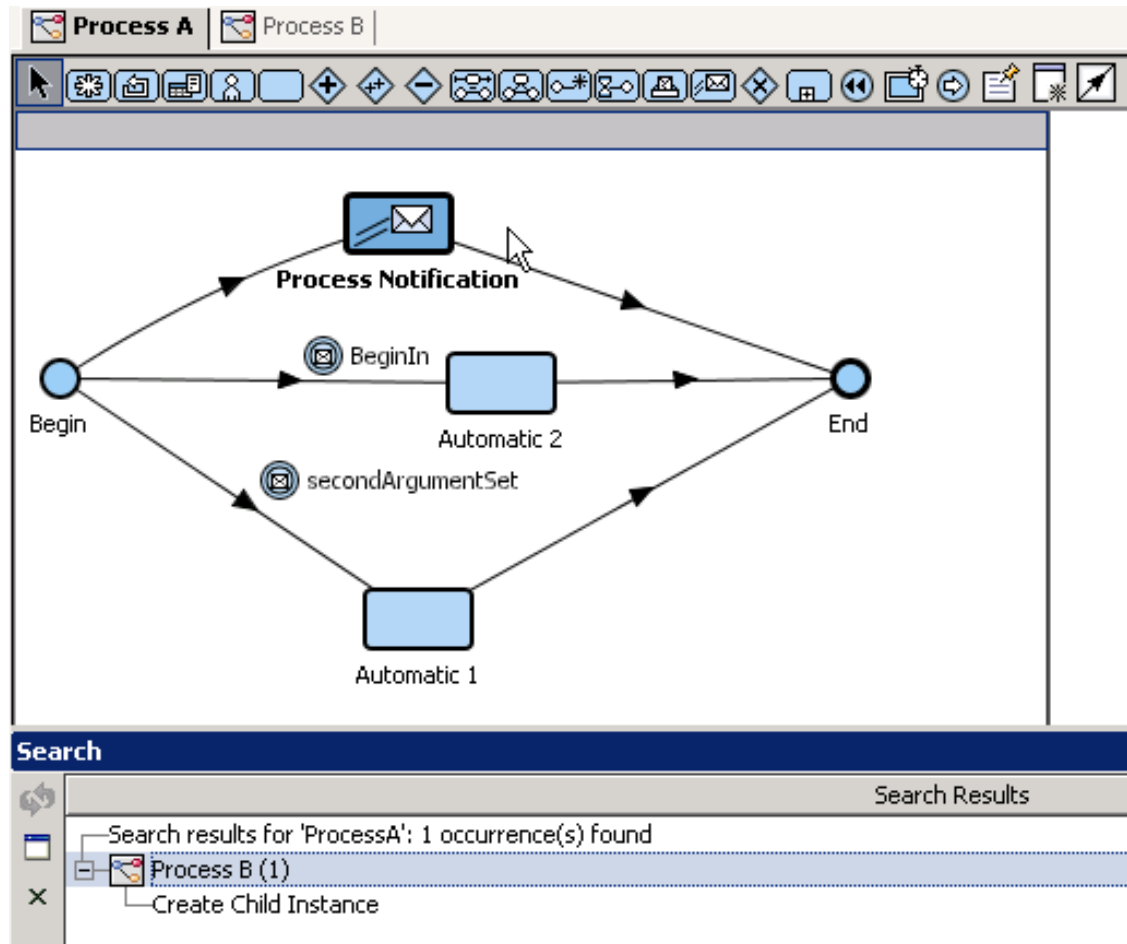 Process A
Process B
Process Notification
BeginIn
Begin
Automatic 2
End
secondArgumentSet
Automatic 1
Search
Search Results
Search results for 'ProcessA': 1 occurrence(s) found
Process B (1)
Create Child Instance